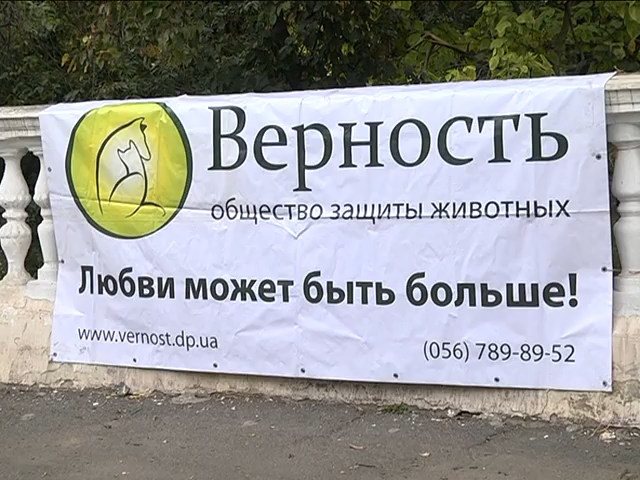 Верность
общество защиты животных
Любви может быть больше!
www.vernost.dp.ua
(056) 789-89-52